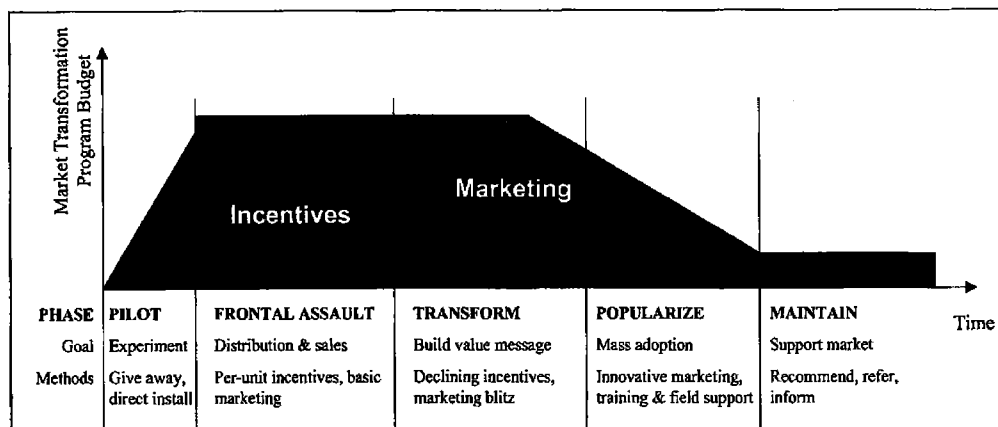 Market Transformation
Program Budget
Marketing
Incentives
PHASE PILOT FRONTAL ASSAULT TRANSFORM POPULARIZE MAINTAIN
Time
Goal Experiment Distribution & sales Build value message Mass adoption Support market
Methods Give away, Per-unit incentives, basic Declining incentives, Innovative marketing, Recommend, refer,
direct install marketing marketing blitz training & field support inform